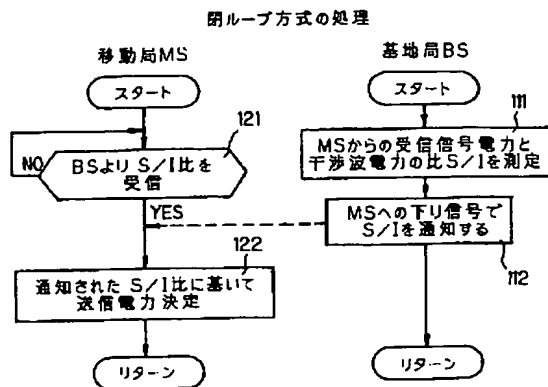 閉ループ方式の処理
移動局MS
スタート
121
NO
BSより S/I比を
受信
YES
122
通知された S/I比に基いて
送信電力決定
リターン
基地局BS
スタート
111
MSからの受信信号電力と
干渉波電力の比S/Iを測定
MSへの下り信号で
S/Iを通知する
112
リターン